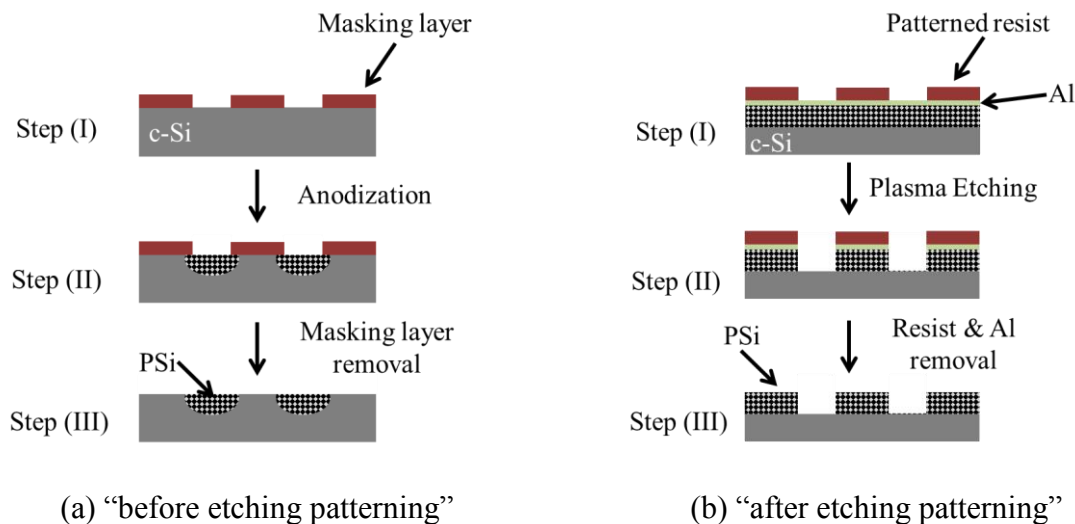 Masking layer
Step (I)
c-Si
Anodization
Step (II)
Masking layer
removal
PSi
Step (III)
(a) “before etching patterning”
Patterned resist
Al
Step (I)
c-Si
Plasma Etching
Step (II)
Resist & Al
removal
PSi
Step (III)
(b) “after etching patterning”